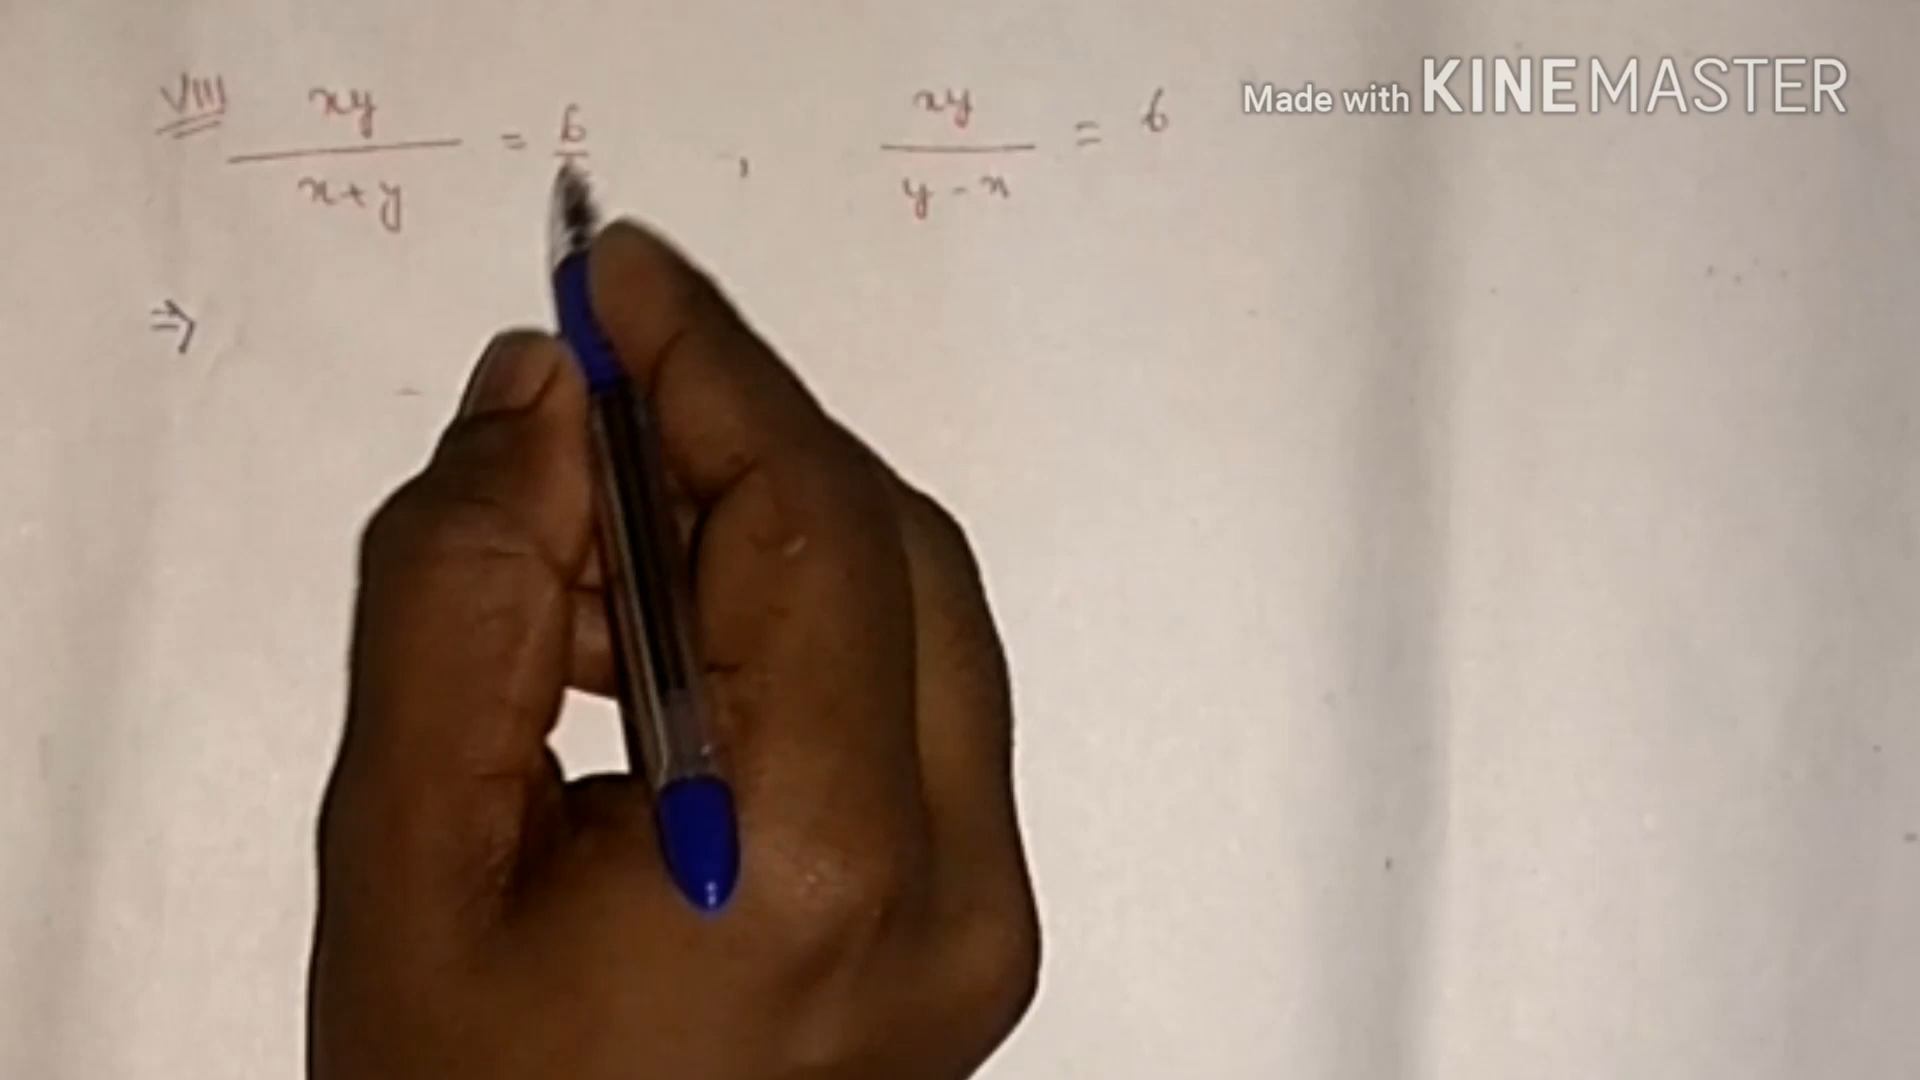 VIII xy / x+y = 6 / , xy / y-x = 6
⇒
Made with KINEMASTER